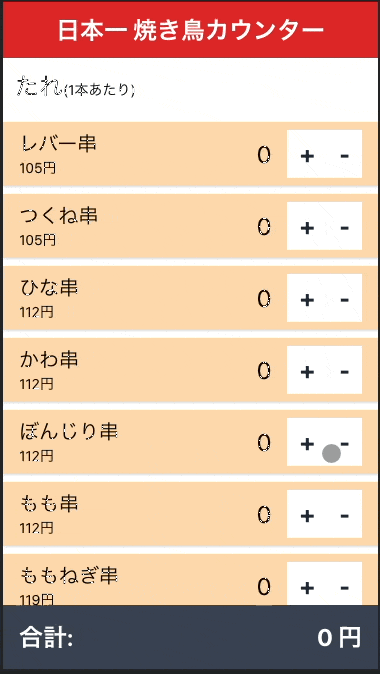 日本一 焼き鳥カウンター
たれ(1本あたり)
レバー串
105円
0 + -
つくね串
105円
0 + -
ひな串
112円
0 + -
かわ串
112円
0 + -
ぼんじり串
112円
0 + -
もも串
112円
0 + -
ももねぎ串
119円
0 + -
合計: 0 円